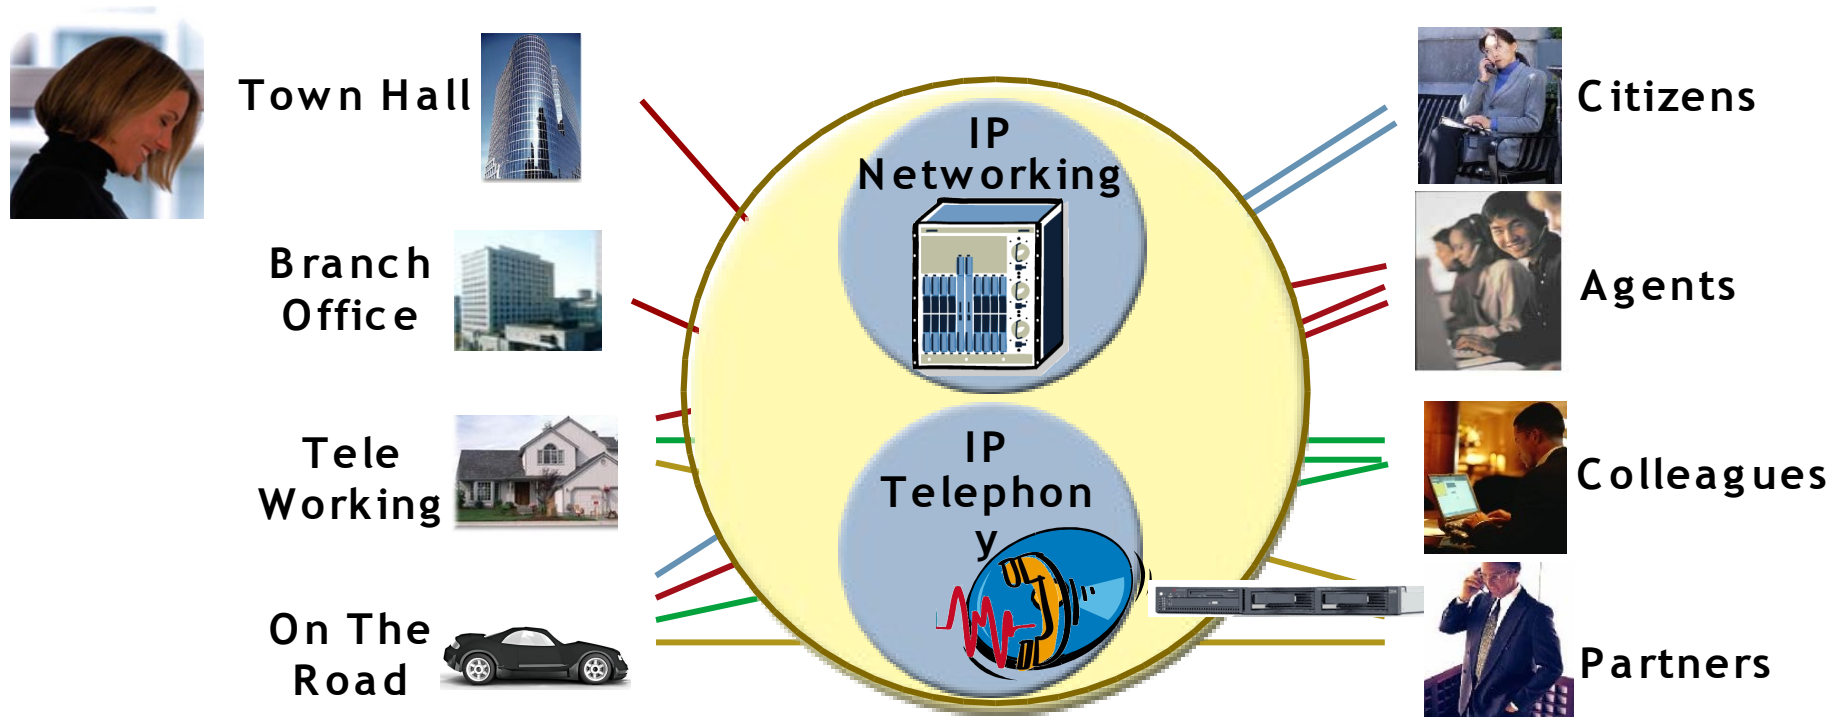 Town Hall
Branch
Office
Tele
Working
On The
Road
IP
Networking
IP
Telephon
y
Citizens
Agents
Colleagues
Partners